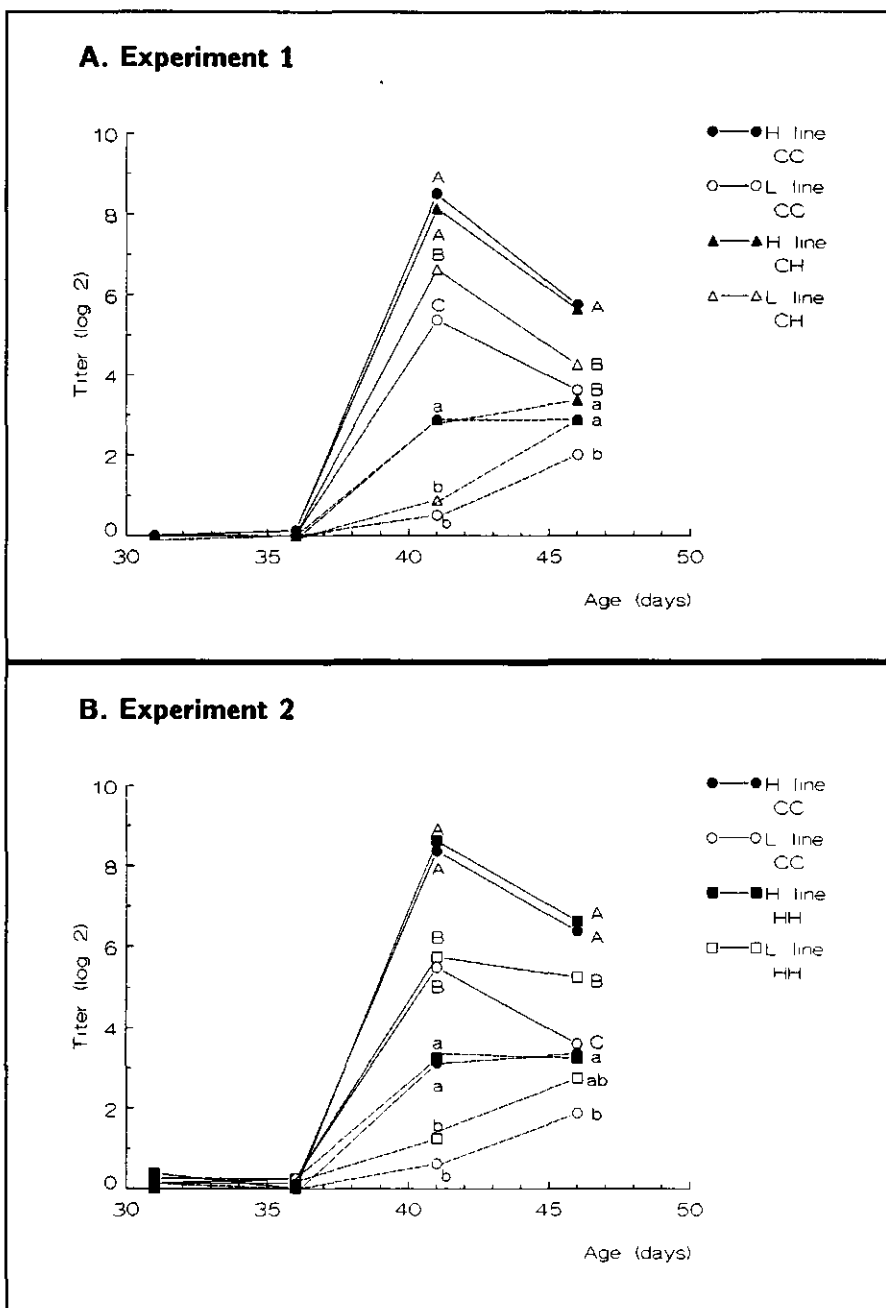 A. Experiment 1
10
8
6
4
2
0
Titer (log 2)
30
35
40
45
50
Age (days)
A
A
B
C
a
b
b
A
B
B
a
a
b
H line
CC
L line
CC
H line
CH
L line
CH
B. Experiment 2
10
8
6
4
2
0
Titer (log 2)
30
35
40
45
50
Age (days)
A
A
B
B
a
a
b
b
A
A
B
C
a
ab
b
H line
CC
L line
CC
H line
HH
L line
HH